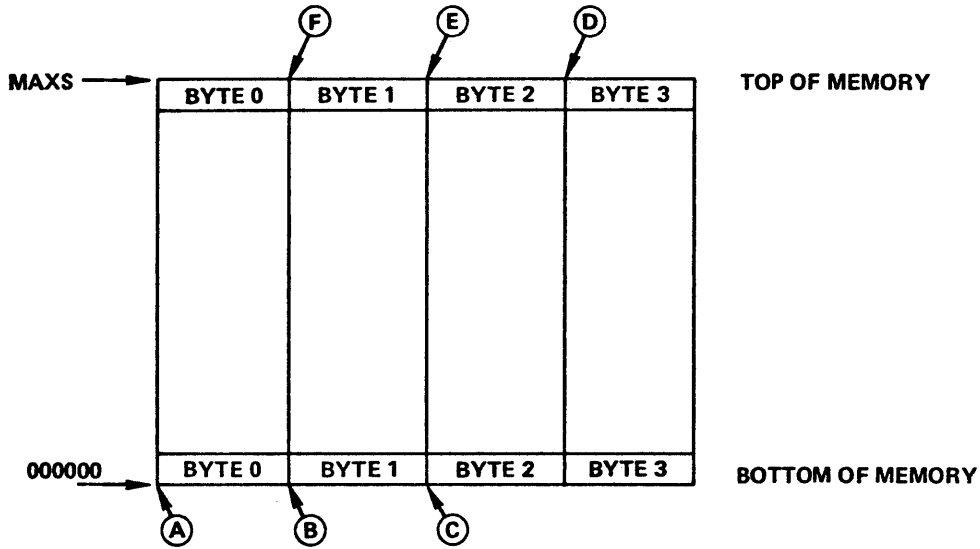 F E D
MAXS TOP OF MEMORY
BYTE 0 BYTE 1 BYTE 2 BYTE 3
BYTE 0 BYTE 1 BYTE 2 BYTE 3
000000 BOTTOM OF MEMORY
A B C